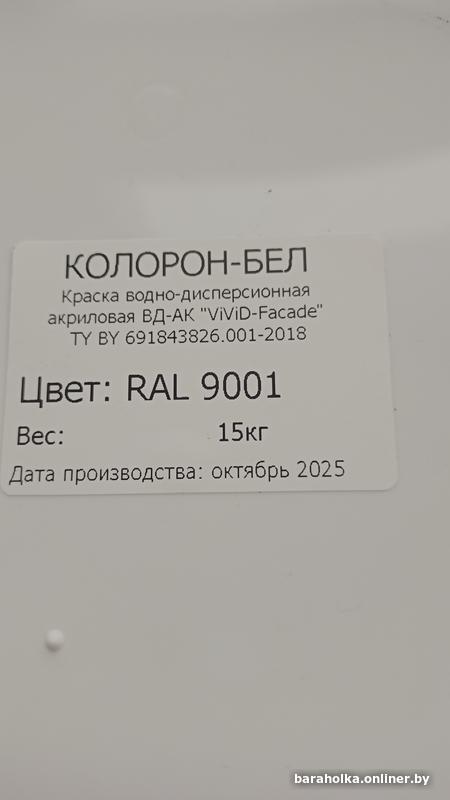 КОЛОРОН-БЕЛ
Краска водно-дисперсионная
акриловая ВД-АК "ViViD-Facade"
ТУ BY 691843826.001-2018
Цвет: RAL 9001
Вес: 15кг
Дата производства: октябрь 2025
baraholka.onliner.by